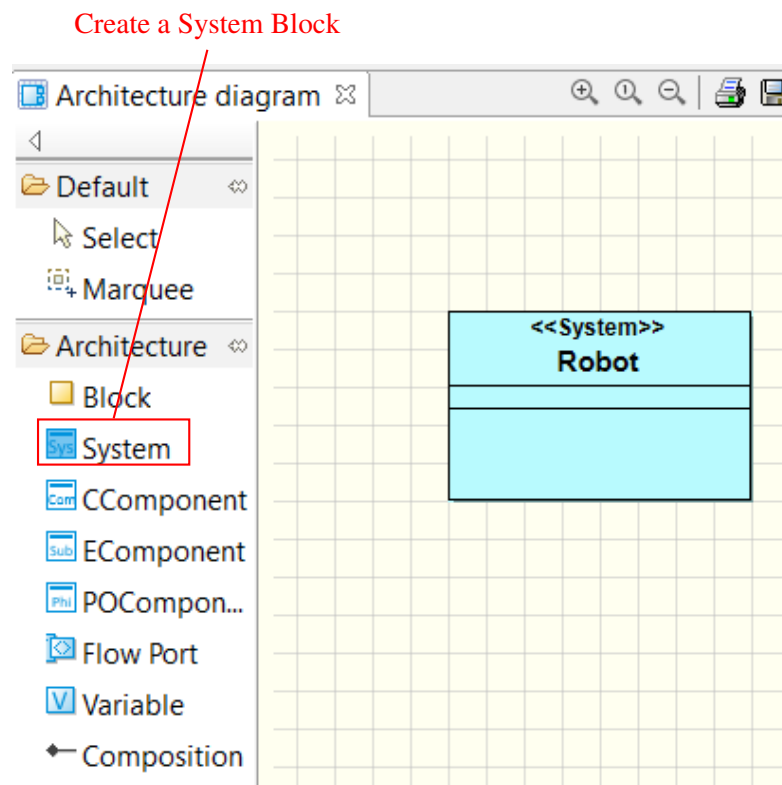 Create a System Block
Architecture diagram
Default
Select
Marquee
Architecture
Block
Sys System
Com CComponent
Sub EComponent
Phi POCompon...
Flow Port
V Variable
Composition
<<System>>
Robot